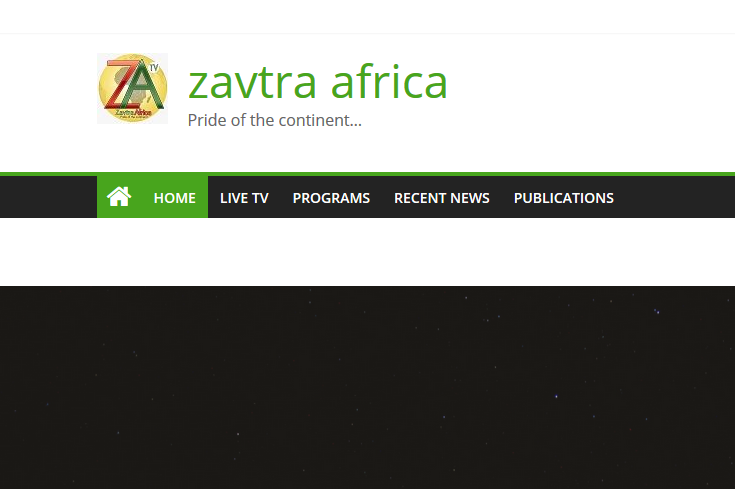 ZA TV
Zavtra Africa
zavtra africa
Pride of the continent...
HOME LIVE TV PROGRAMS RECENT NEWS PUBLICATIONS